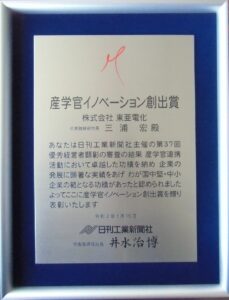 産学官イノベーション創出賞
株式会社 東亜電化
三浦 宏 殿
あなたは日刊工業新聞社主催の第37回
優秀経営者顕彰の審査の結果 産学官連携
活動において卓越した功績を納め 企業の
発展に顕著な実績をあげ わが国中堅・中小
企業の範となる功績があったと認められました
よってここに産学官イノベーション創出賞を贈り
表彰いたします
日刊工業新聞社
井水治博